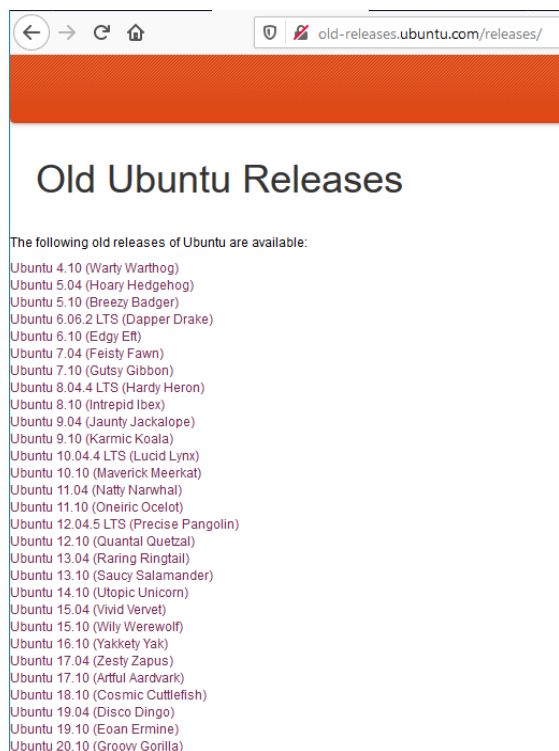 old-releases.ubuntu.com/releases/
Old Ubuntu Releases
The following old releases of Ubuntu are available:
Ubuntu 4.10 (Warty Warthog)
Ubuntu 5.04 (Hoary Hedgehog)
Ubuntu 5.10 (Breezy Badger)
Ubuntu 6.06.2 LTS (Dapper Drake)
Ubuntu 6.10 (Edgy Eft)
Ubuntu 7.04 (Feisty Fawn)
Ubuntu 7.10 (Gutsy Gibbon)
Ubuntu 8.04.4 LTS (Hardy Heron)
Ubuntu 8.10 (Intrepid Ibex)
Ubuntu 9.04 (Jaunty Jackalope)
Ubuntu 9.10 (Karmic Koala)
Ubuntu 10.04.4 LTS (Lucid Lynx)
Ubuntu 10.10 (Maverick Meerkat)
Ubuntu 11.04 (Natty Narwhal)
Ubuntu 11.10 (Oneiric Ocelot)
Ubuntu 12.04.5 LTS (Precise Pangolin)
Ubuntu 12.10 (Quantal Quetzal)
Ubuntu 13.04 (Raring Ringtail)
Ubuntu 13.10 (Saucy Salamander)
Ubuntu 14.10 (Utopic Unicorn)
Ubuntu 15.04 (Vivid Vervet)
Ubuntu 15.10 (Wily Werewolf)
Ubuntu 16.10 (Yakkety Yak)
Ubuntu 17.04 (Zesty Zapus)
Ubuntu 17.10 (Artful Aardvark)
Ubuntu 18.10 (Cosmic Cuttlefish)
Ubuntu 19.04 (Disco Dingo)
Ubuntu 19.10 (Eoan Ermine)
Ubuntu 20.10 (Groovy Gorilla)